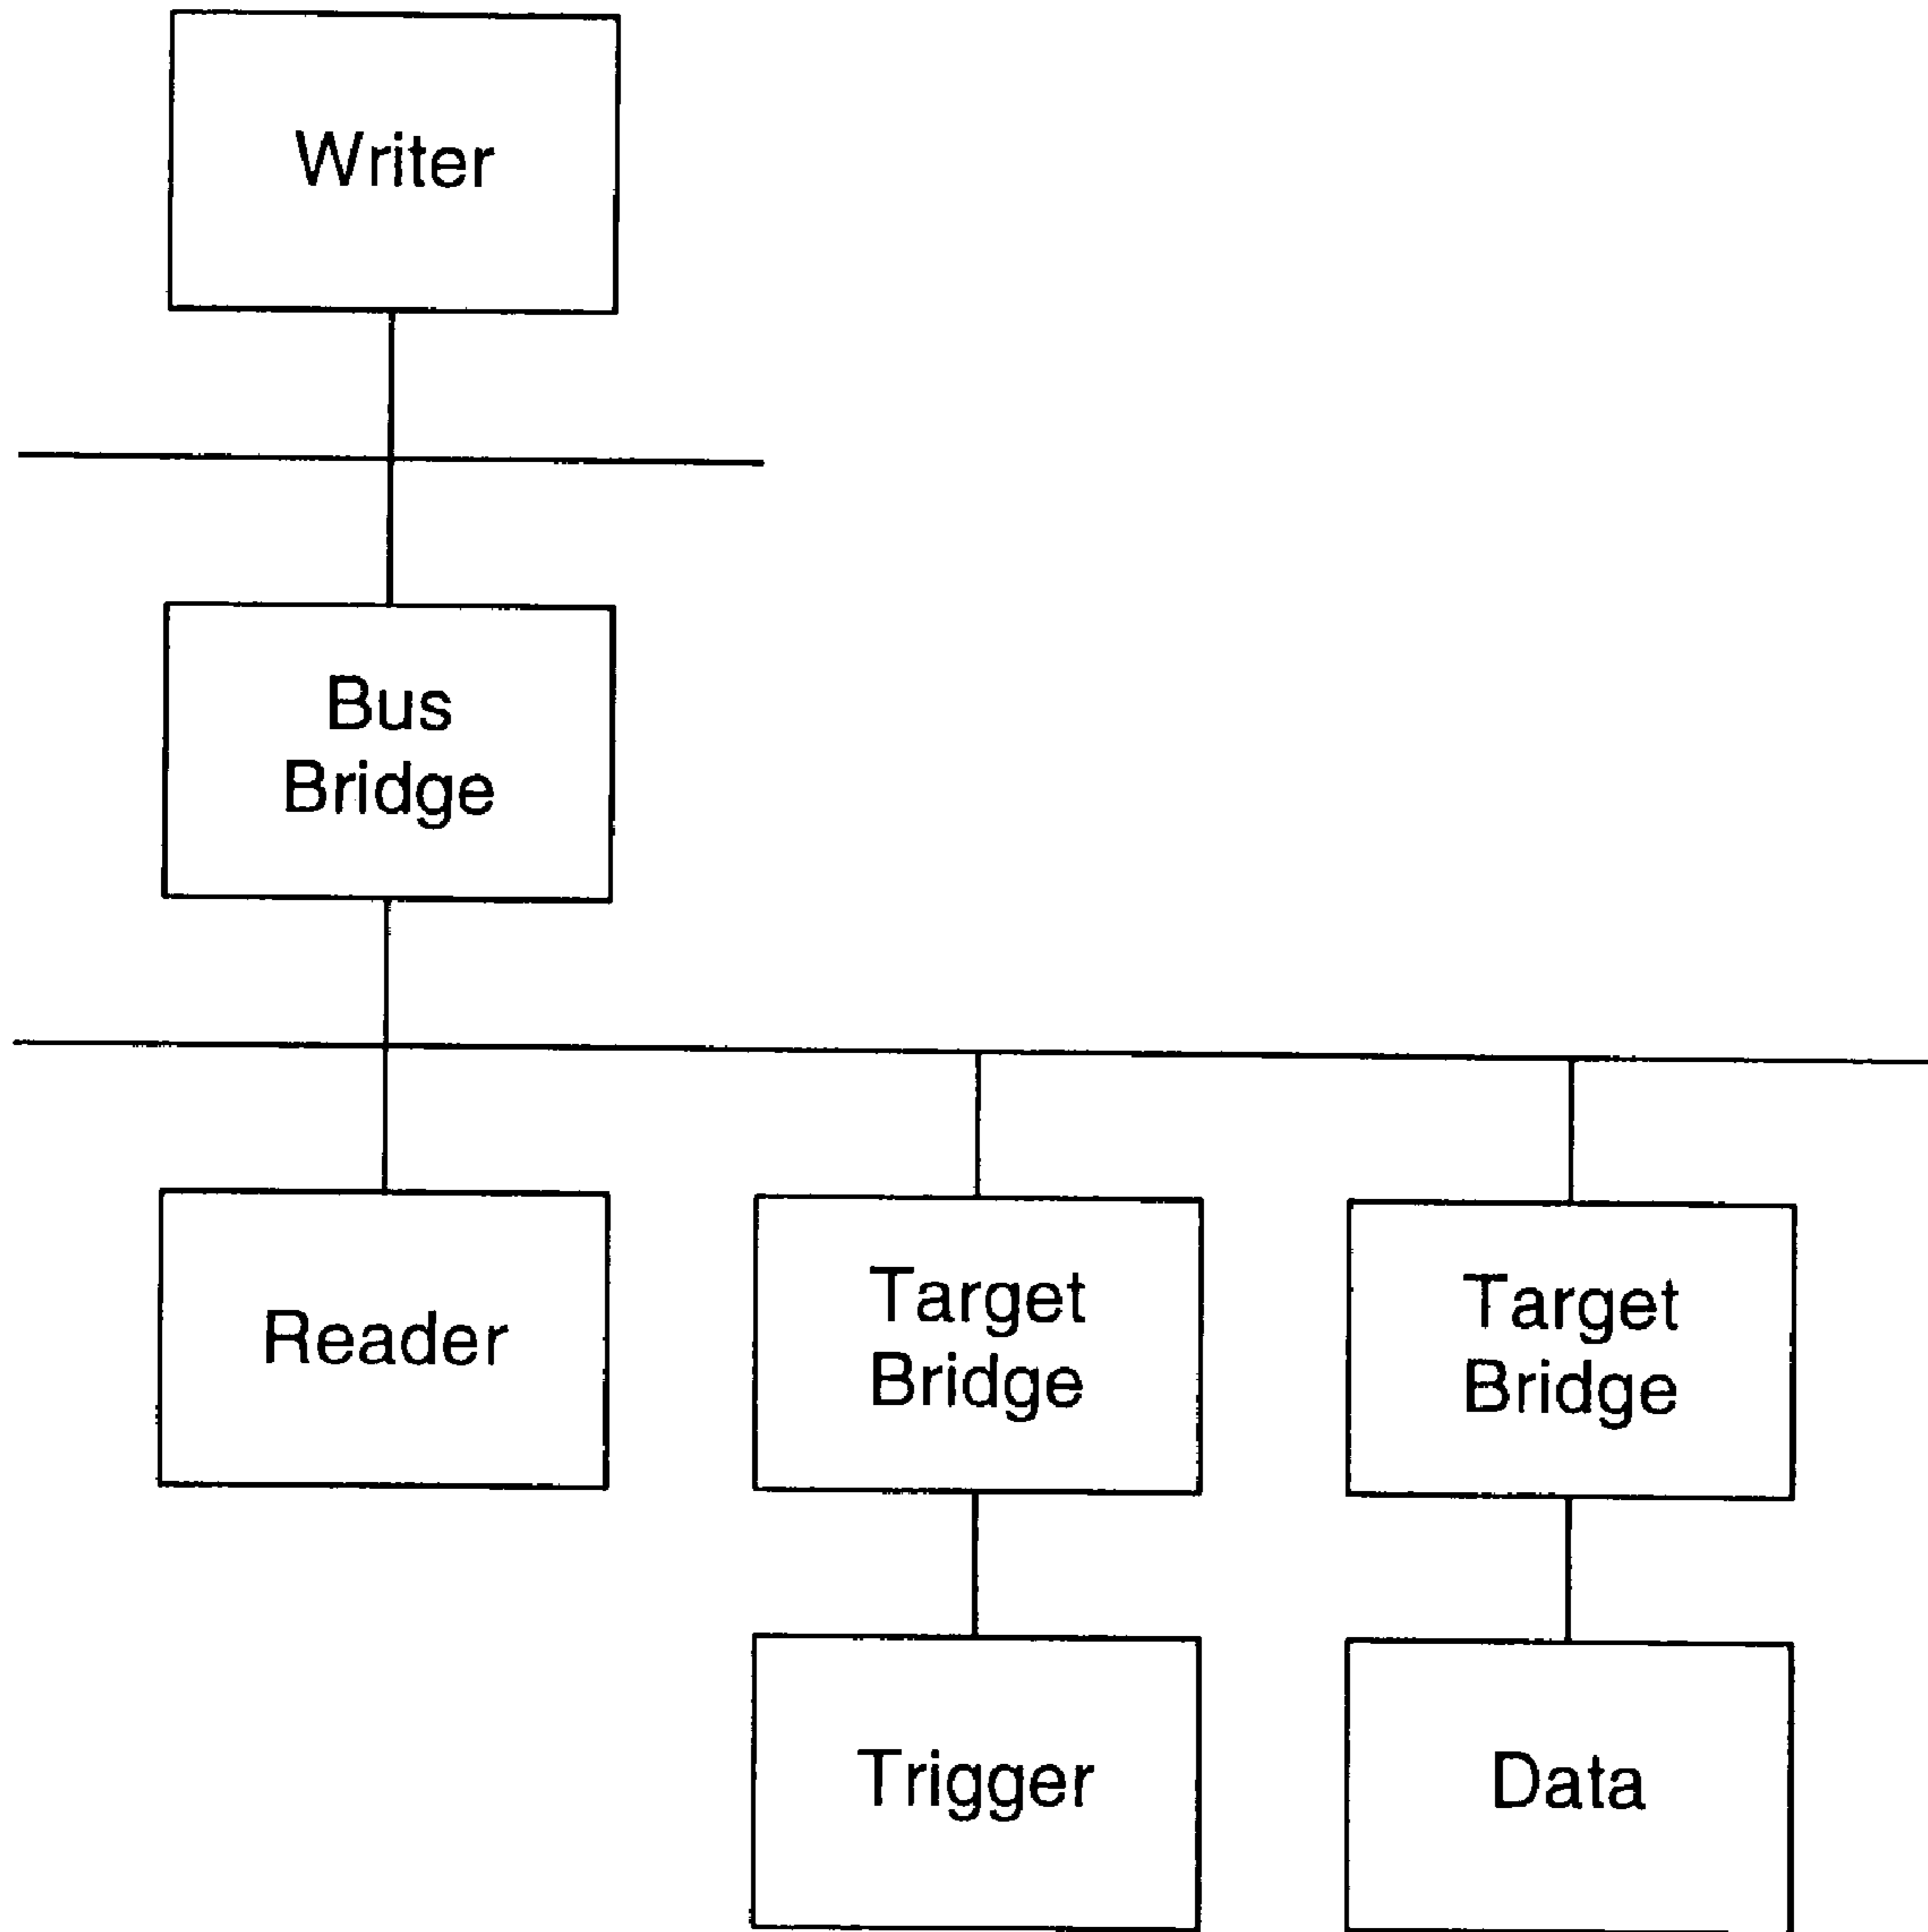 Writer
Bus
Bridge
Reader
Target
Bridge
Target
Bridge
Trigger
Data